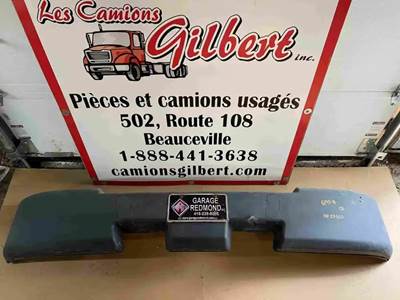 Les Camions
Gilbert inc.
Pièces et camions usagés
502, Route 108
Beauceville
1-888-441-3638
camionsgilbert.com
GARAGE
REDMOND